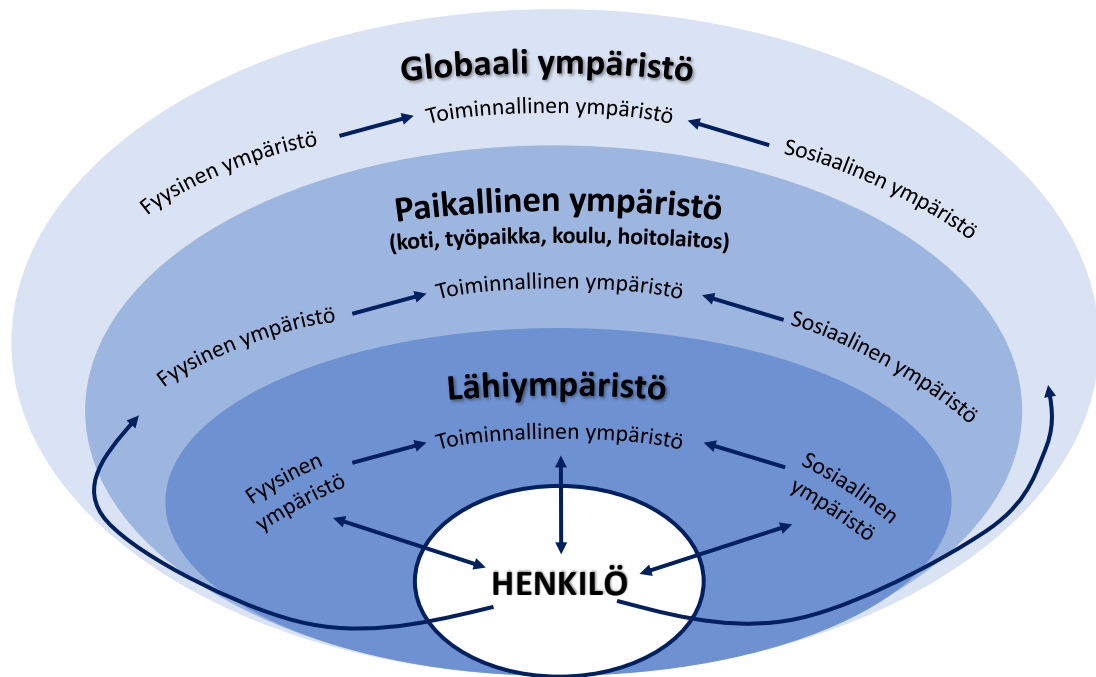 Globaali ympäristö
Toiminnallinen ympäristö
Fyysinen ympäristö
Sosiaalinen ympäristö
Paikallinen ympäristö
(koti, työpaikka, koulu, hoitolaitos)
Toiminnallinen ympäristö
Fyysinen ympäristö
Sosiaalinen ympäristö
Lähiympäristö
Toiminnallinen ympäristö
Fyysinen
ympäristö
Sosiaalinen
ympäristö
HENKILÖ